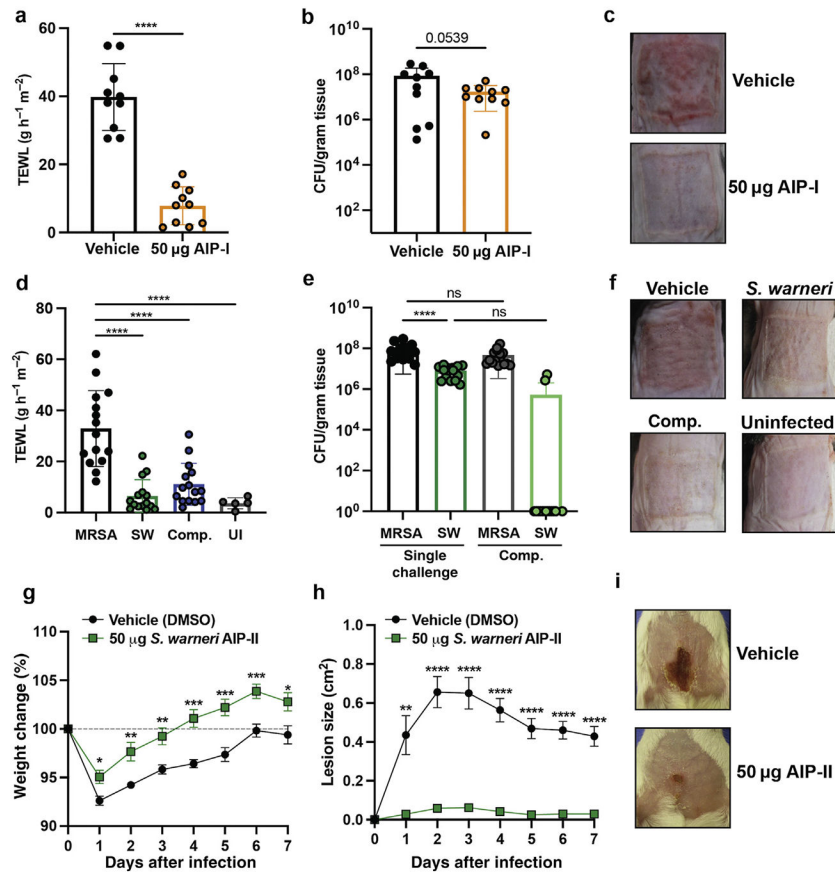 a
TEWL (g h⁻¹ m⁻²)
60
40
20
0
****
Vehicle
50 µg AIP-I
b
CFU/gram tissue
10¹⁰
10⁸
10⁶
10⁴
10²
0.0539
Vehicle
50 µg AIP-I
c
Vehicle
50 µg AIP-I
d
TEWL (g h⁻¹ m⁻²)
80
60
40
20
0
****
****
****
MRSA
SW
Comp.
UI
e
CFU/gram tissue
10¹⁰
10⁸
10⁶
10⁴
10²
10⁰
ns
****
ns
MRSA
SW
MRSA
SW
Single
challenge
Comp.
f
Vehicle
S. warneri
Comp.
Uninfected
g
Vehicle (DMSO)
50 µg S. warneri AIP-II
Weight change (%)
110
105
100
95
90
*
**
**
***
***
***
*
0 1 2 3 4 5 6 7
Days after infection
h
Vehicle (DMSO)
50 µg S. warneri AIP-II
Lesion size (cm²)
1.0
0.8
0.6
0.4
0.2
0.0
**
****
****
****
****
****
****
0 1 2 3 4 5 6 7
Days after infection
i
Vehicle
50 µg AIP-II